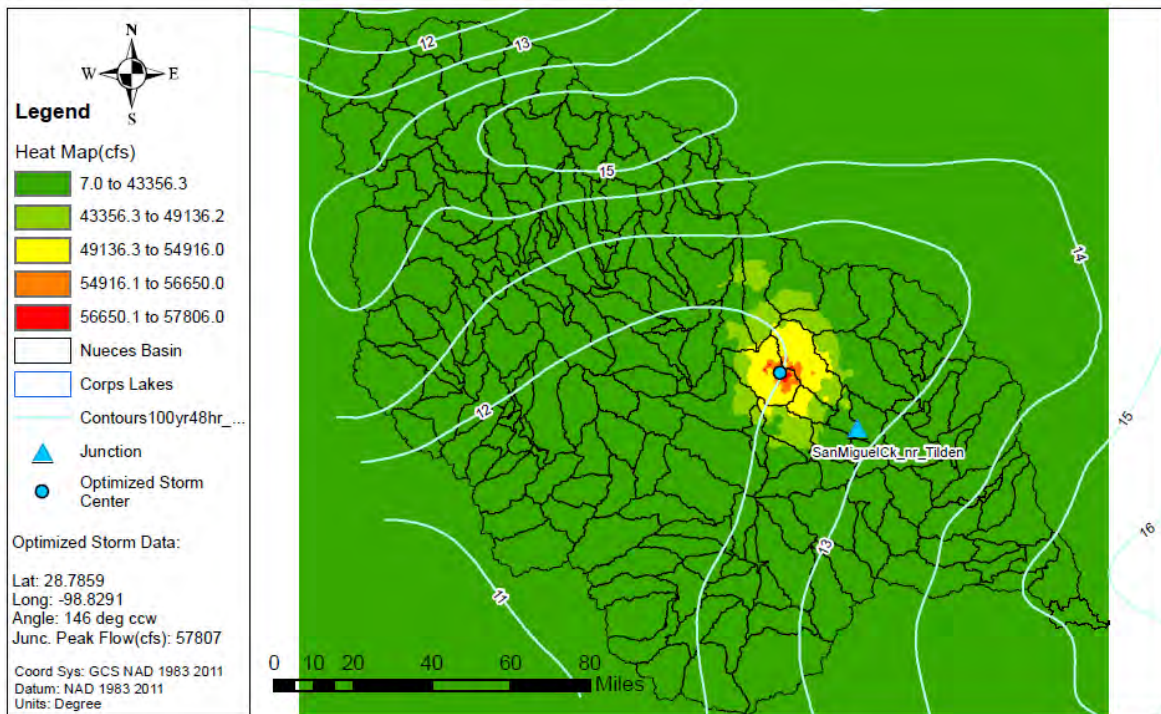 N
W E
S
Legend
Heat Map(cfs)
7.0 to 43356.3
43356.3 to 49136.2
49136.3 to 54916.0
54916.1 to 56650.0
56650.1 to 57806.0
Nueces Basin
Corps Lakes
Contours100yr48hr_...
Junction
Optimized Storm
Center
Optimized Storm Data:
Lat: 28.7859
Long: -98.8291
Angle: 146 deg ccw
Junc. Peak Flow(cfs): 57807
Coord Sys: GCS NAD 1983 2011
Datum: NAD 1983 2011
Units: Degree
12
13
15
14
12
15
SanMiguelCk_nr_Tilden
16
13
11
0 10 20 40 60 80
Miles